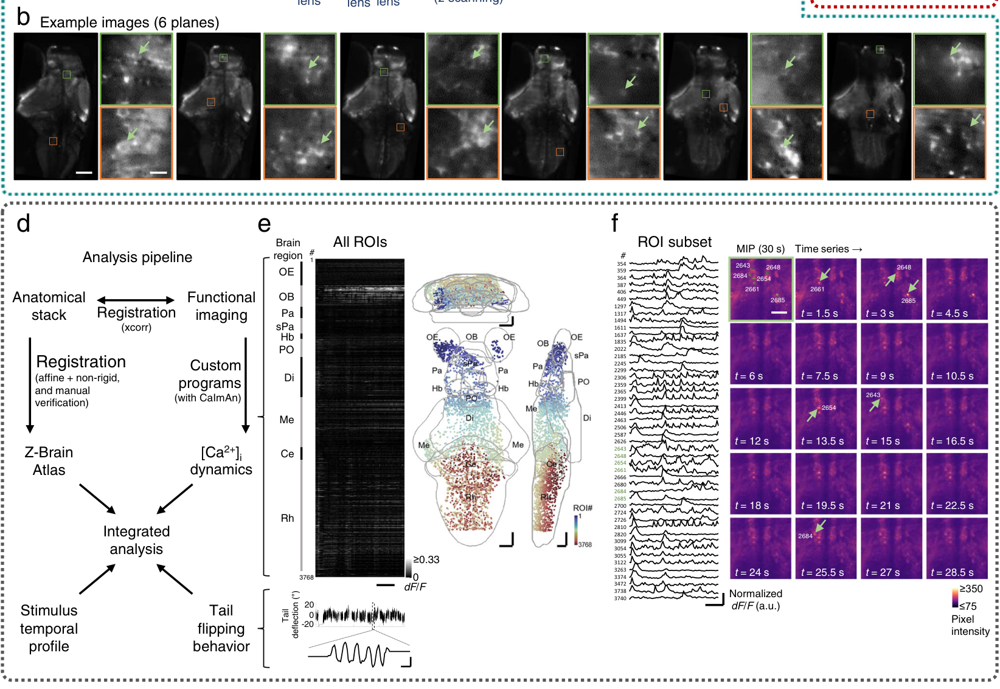 lens
lens lens
b
Example images (6 planes)
d
Analysis pipeline
Anatomical
stack
Registration
(xcorr)
Functional
imaging
Registration
(affine + non-rigid,
and manual
verification)
Custom
programs
(with CaImAn)
Z-Brain
Atlas
[Ca2+]i
dynamics
Integrated
analysis
Stimulus
temporal
profile
Tail
flipping
behavior
e
Brain
region
#
All ROIs
1
OE
OB
Pa
sPa
Hb
PO
Di
Me
Ce
Rh
3768
≥0.33
0
dF/F
OE
OB
OE
sPa
Pa
Pa
Hb
Hb
PO
Di
Me
Me
Ce
Rh
OB
OE
sPa
Pa
Hb
PO
Me
Di
Ce
Rh
ROI#
1
3768
Tail
deflection (°)
20
0
-20
f
ROI subset
#
354
359
364
387
406
449
1297
1317
1494
1611
1637
1835
2022
2185
2245
2299
2306
2359
2365
2399
2413
2446
2463
2506
2587
2626
2643
2648
2654
2661
2666
2680
2684
2685
2700
2724
2726
2810
2820
3099
3054
3055
3122
3263
3374
3472
3738
3740
Normalized
dF/F (a.u.)
MIP (30 s)
Time series →
2643
2648
2684
2654
2661
2685
2661
t = 1.5 s
2648
2685
t = 3 s
t = 4.5 s
t = 6 s
t = 7.5 s
t = 9 s
t = 10.5 s
t = 12 s
2654
t = 13.5 s
2643
t = 15 s
t = 16.5 s
t = 18 s
t = 19.5 s
t = 21 s
t = 22.5 s
t = 24 s
2684
t = 25.5 s
t = 27 s
t = 28.5 s
≥350
≤75
Pixel
intensity